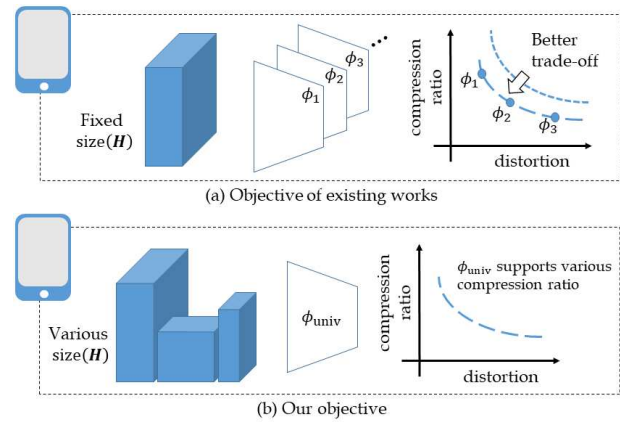 Fixed
size(H)
ϕ1
ϕ2
ϕ3
•••
compression
ratio
Better
trade-off
ϕ1
ϕ2
ϕ3
distortion
(a) Objective of existing works
Various
size(H)
ϕuniv
compression
ratio
ϕuniv supports various
compression ratio
distortion
(b) Our objective